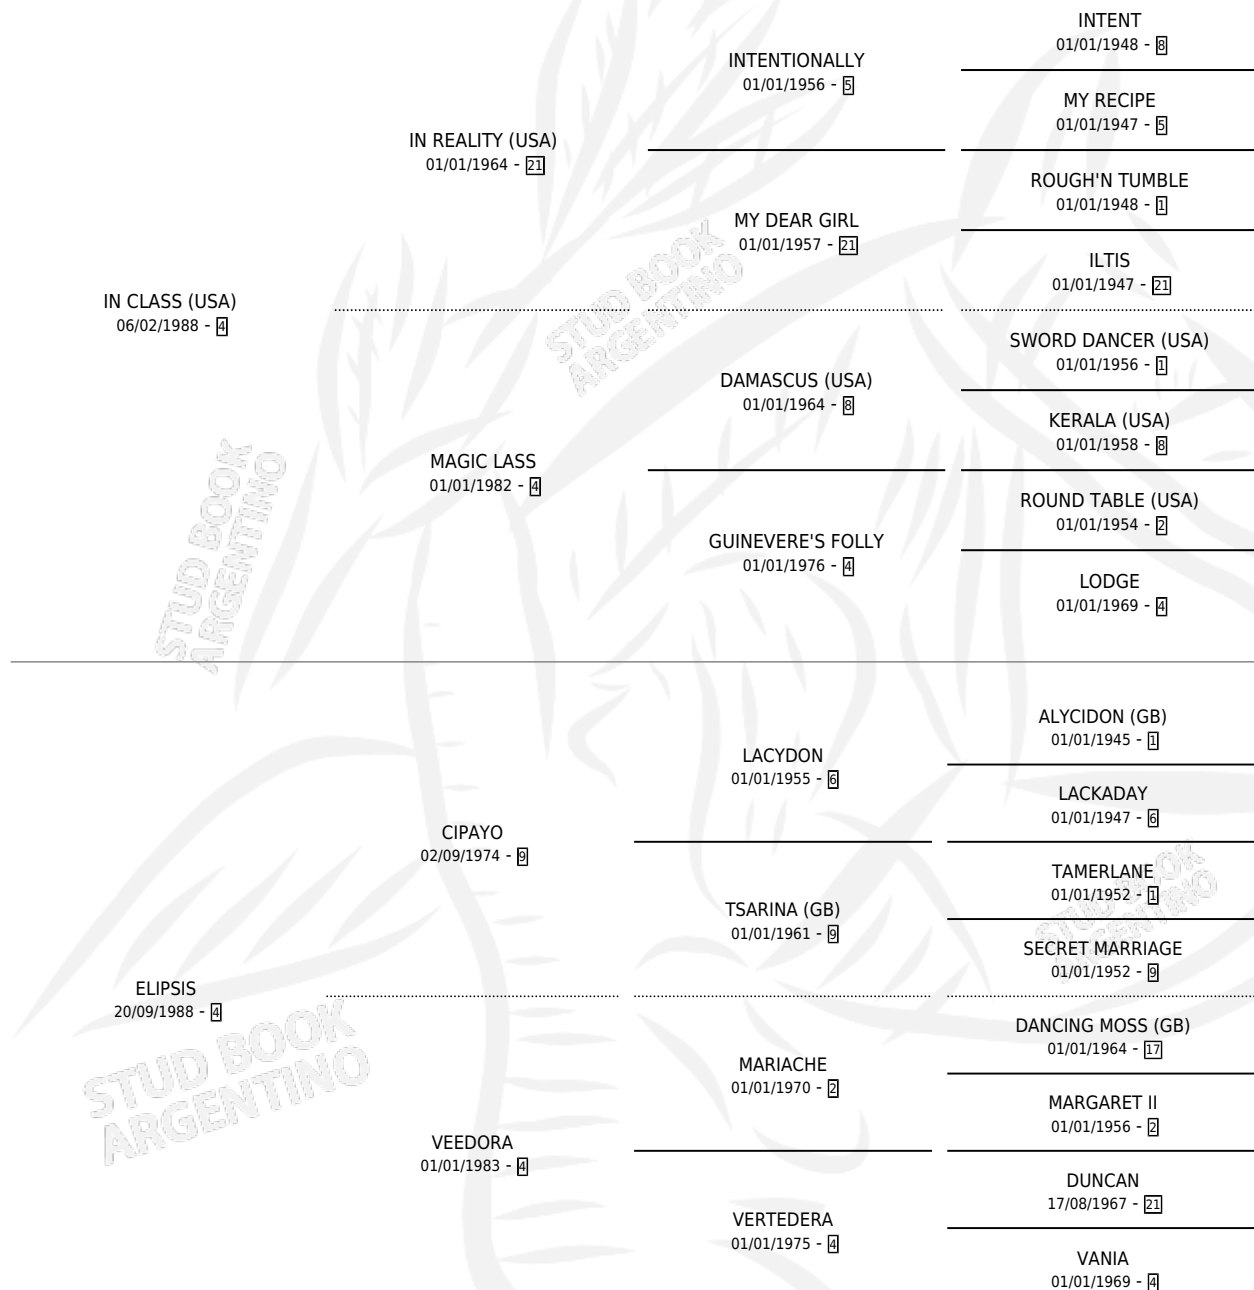 INTENT
01/01/1948 - 8
INTENTIONALLY
01/01/1956 - 5
MY RECIPE
01/01/1947 - 5
IN REALITY (USA)
01/01/1964 - 21
ROUGH'N TUMBLE
01/01/1948 - 1
MY DEAR GIRL
01/01/1957 - 21
ILTIS
01/01/1947 - 21
IN CLASS (USA)
06/02/1988 - 4
SWORD DANCER (USA)
01/01/1956 - 1
DAMASCUS (USA)
01/01/1964 - 8
KERALA (USA)
01/01/1958 - 8
MAGIC LASS
01/01/1982 - 4
ROUND TABLE (USA)
01/01/1954 - 2
GUINEVERE'S FOLLY
01/01/1976 - 4
LODGE
01/01/1969 - 4
ALYCIDON (GB)
01/01/1945 - 1
LACYDON
01/01/1955 - 6
LACKADAY
01/01/1947 - 6
CIPAYO
02/09/1974 - 9
TAMERLANE
01/01/1952 - 1
TSARINA (GB)
01/01/1961 - 9
SECRET MARRIAGE
01/01/1952 - 9
ELIPSIS
20/09/1988 - 4
DANCING MOSS (GB)
01/01/1964 - 17
MARIACHE
01/01/1970 - 2
MARGARET II
01/01/1956 - 2
VEEDORA
01/01/1983 - 4
DUNCAN
17/08/1967 - 21
VERTEDERA
01/01/1975 - 4
VANIA
01/01/1969 - 4
STUD BOOK
ARGENTINO
STUD BOOK
ARGENTINO
STUD BOOK
ARGENTINO
STUD BOOK
ARGENTINO